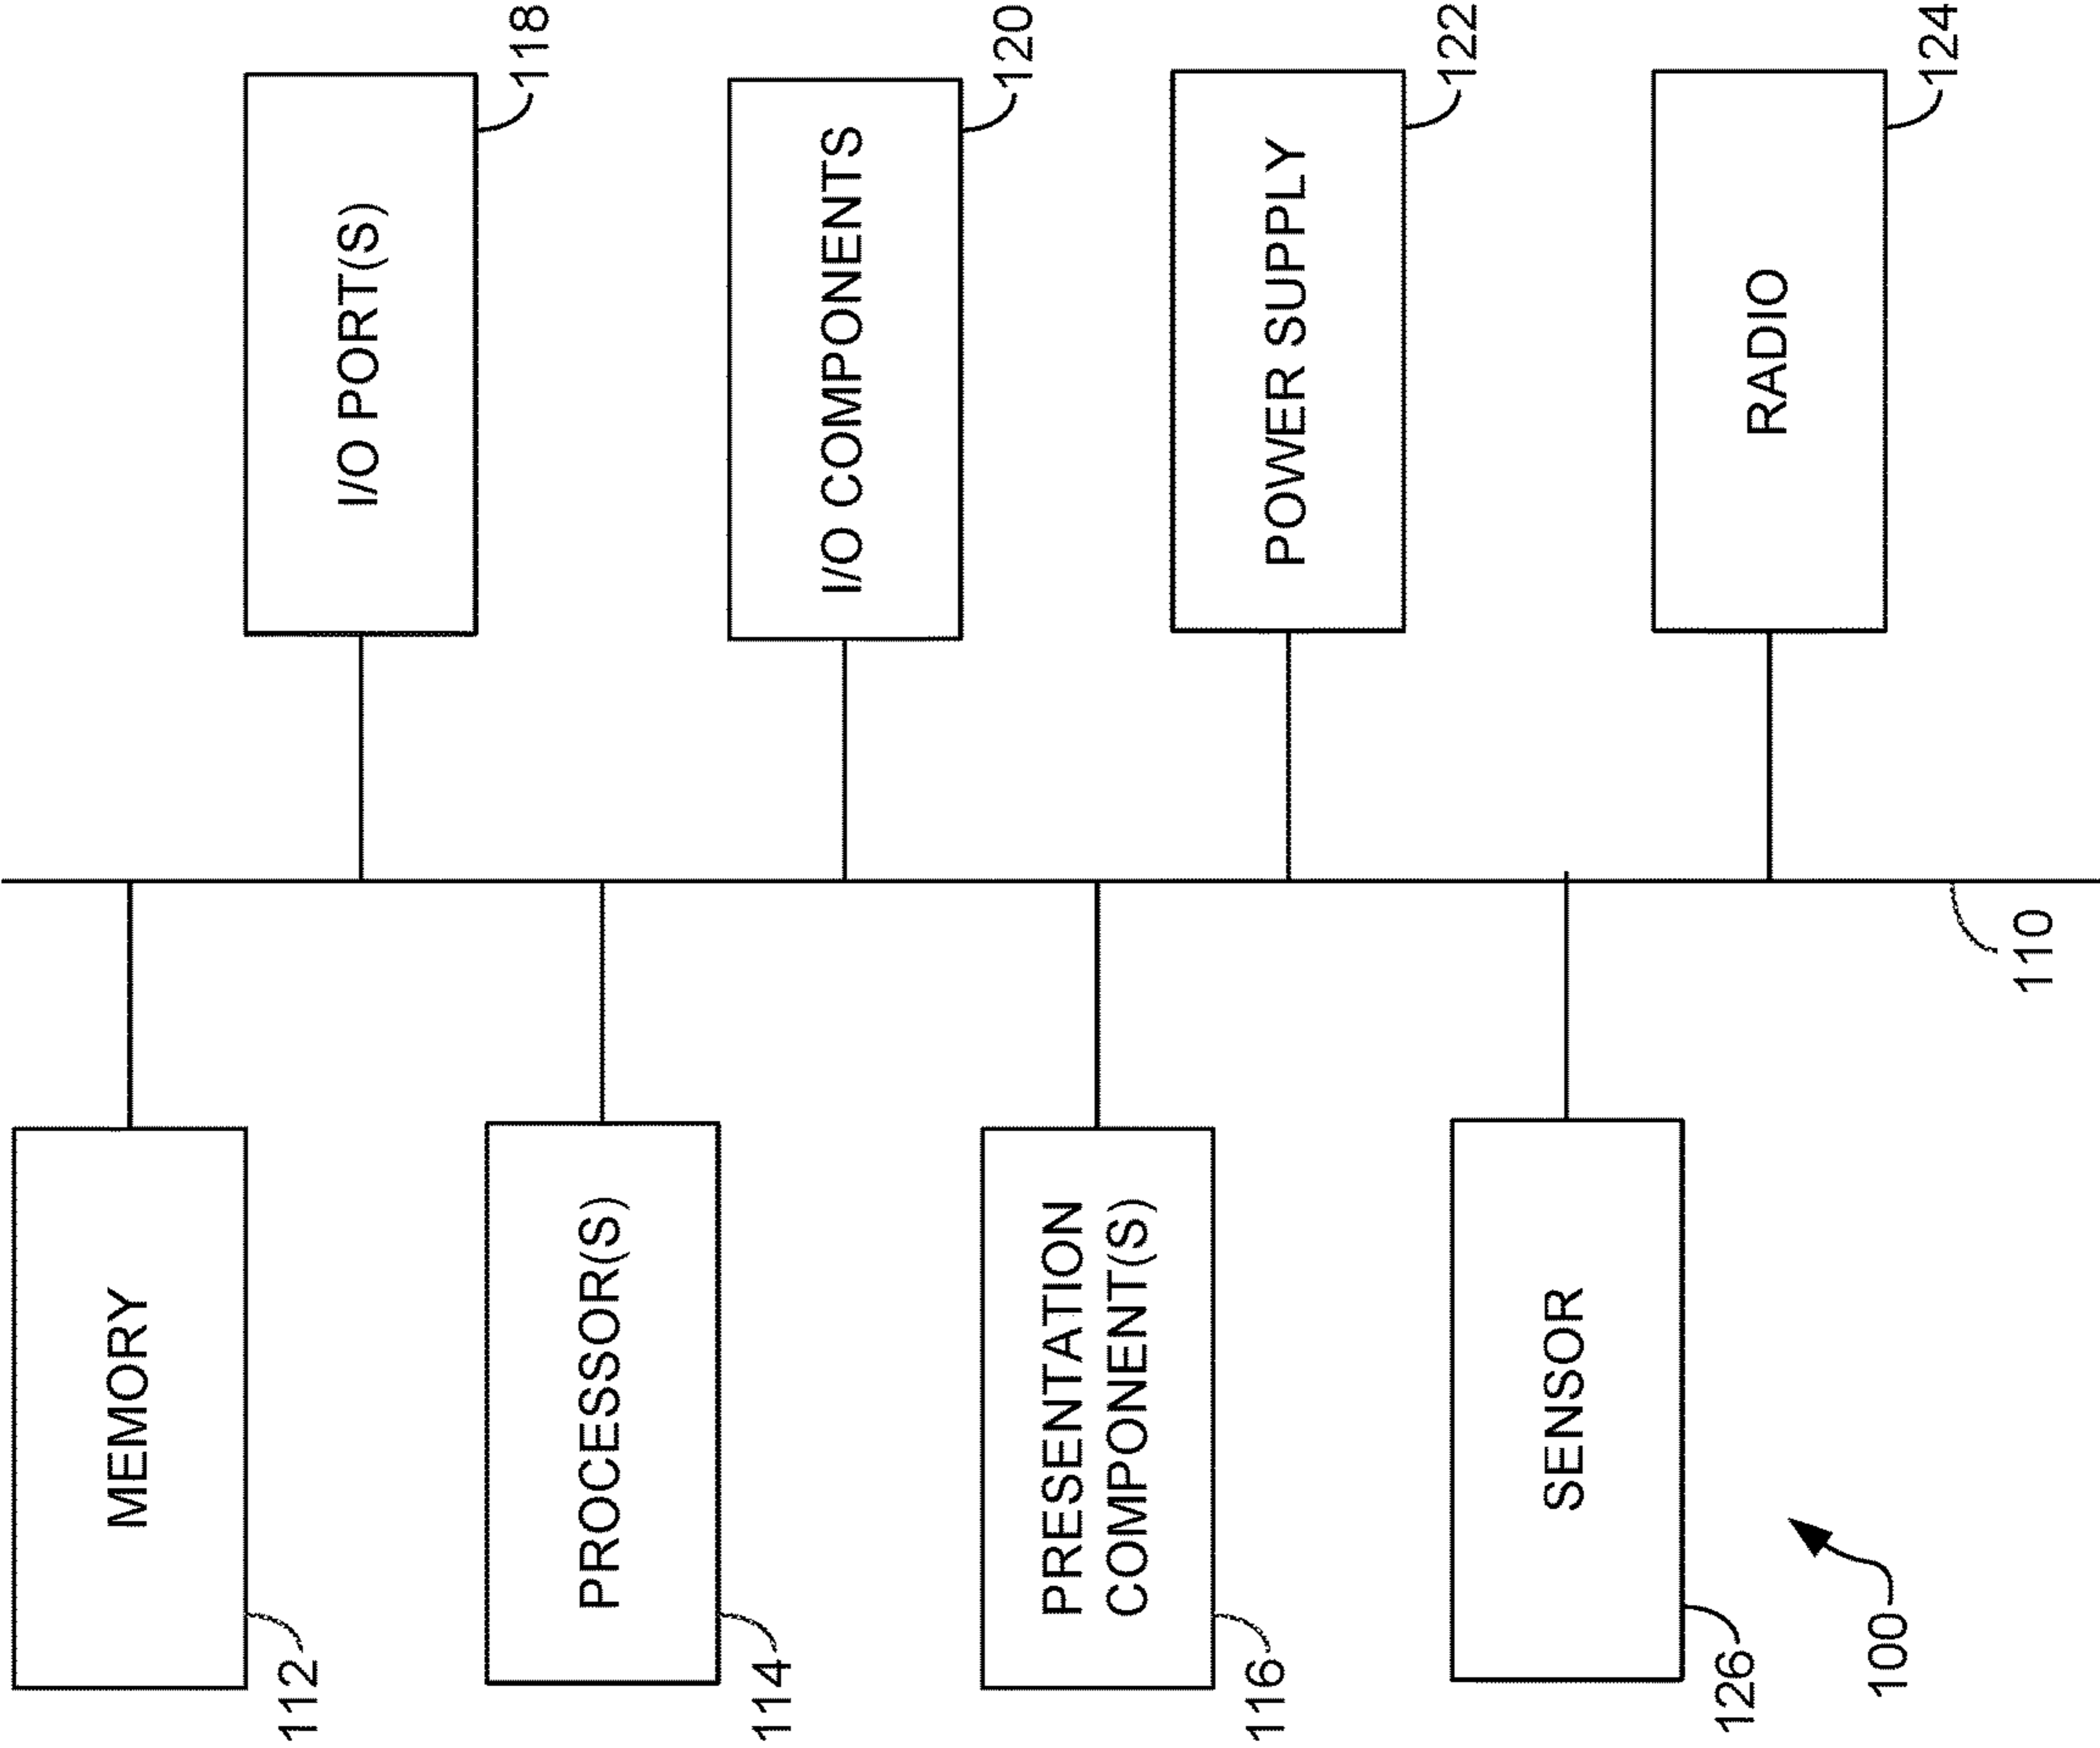 MEMORY
112
PROCESSOR(S)
114
PRESENTATION
COMPONENT(S)
116
SENSOR
126
100
110
I/O PORT(S)
118
I/O COMPONENTS
120
POWER SUPPLY
122
RADIO
124